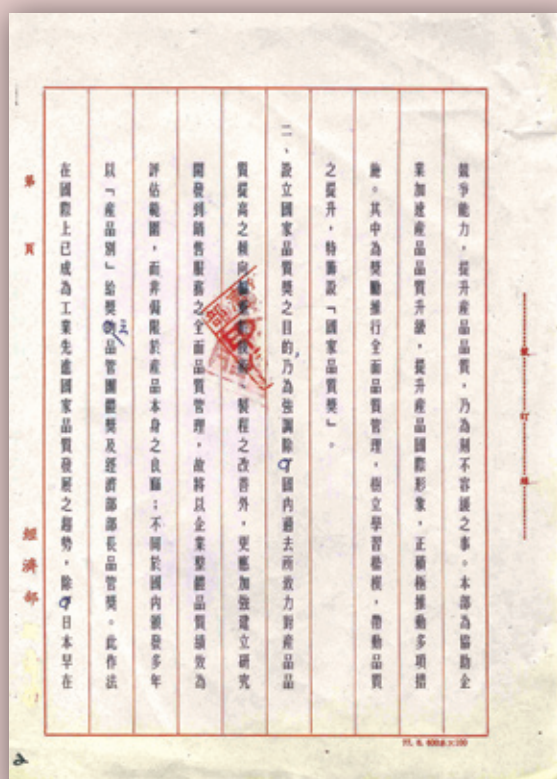 競爭能力，提升產品品質，乃為刻不容緩之事。本部為協助企
業加速產品品質升級，提升產品國際形象，正積極推動多項措
施。其中為獎勵推行全面品質管理，樹立學習楷模，帶動品質
之提升，特籌設「國家品質獎」。
二、設立國家品質獎之目的，乃為強調除國內過去所致力對產品品
質提高之傾向 製程之改善外，更應加強建立研究
開發到銷售服務之全面品質管理，故將以企業整體品質績效為
評估範圍，而非侷限於產品本身之良窳；不同於國內頒發多年
以「產品別」給獎之品管團體獎及經濟部部長品管獎。此作法
在國際上已成為工業先進國家品質發展之趨勢，除日本早在
裝 訂 線
第 頁
經濟部
2